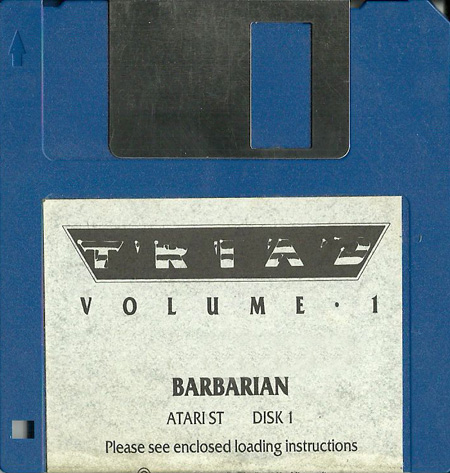 TRIAD
VOLUME · 1
BARBARIAN
ATARI ST DISK 1
Please see enclosed loading instructions